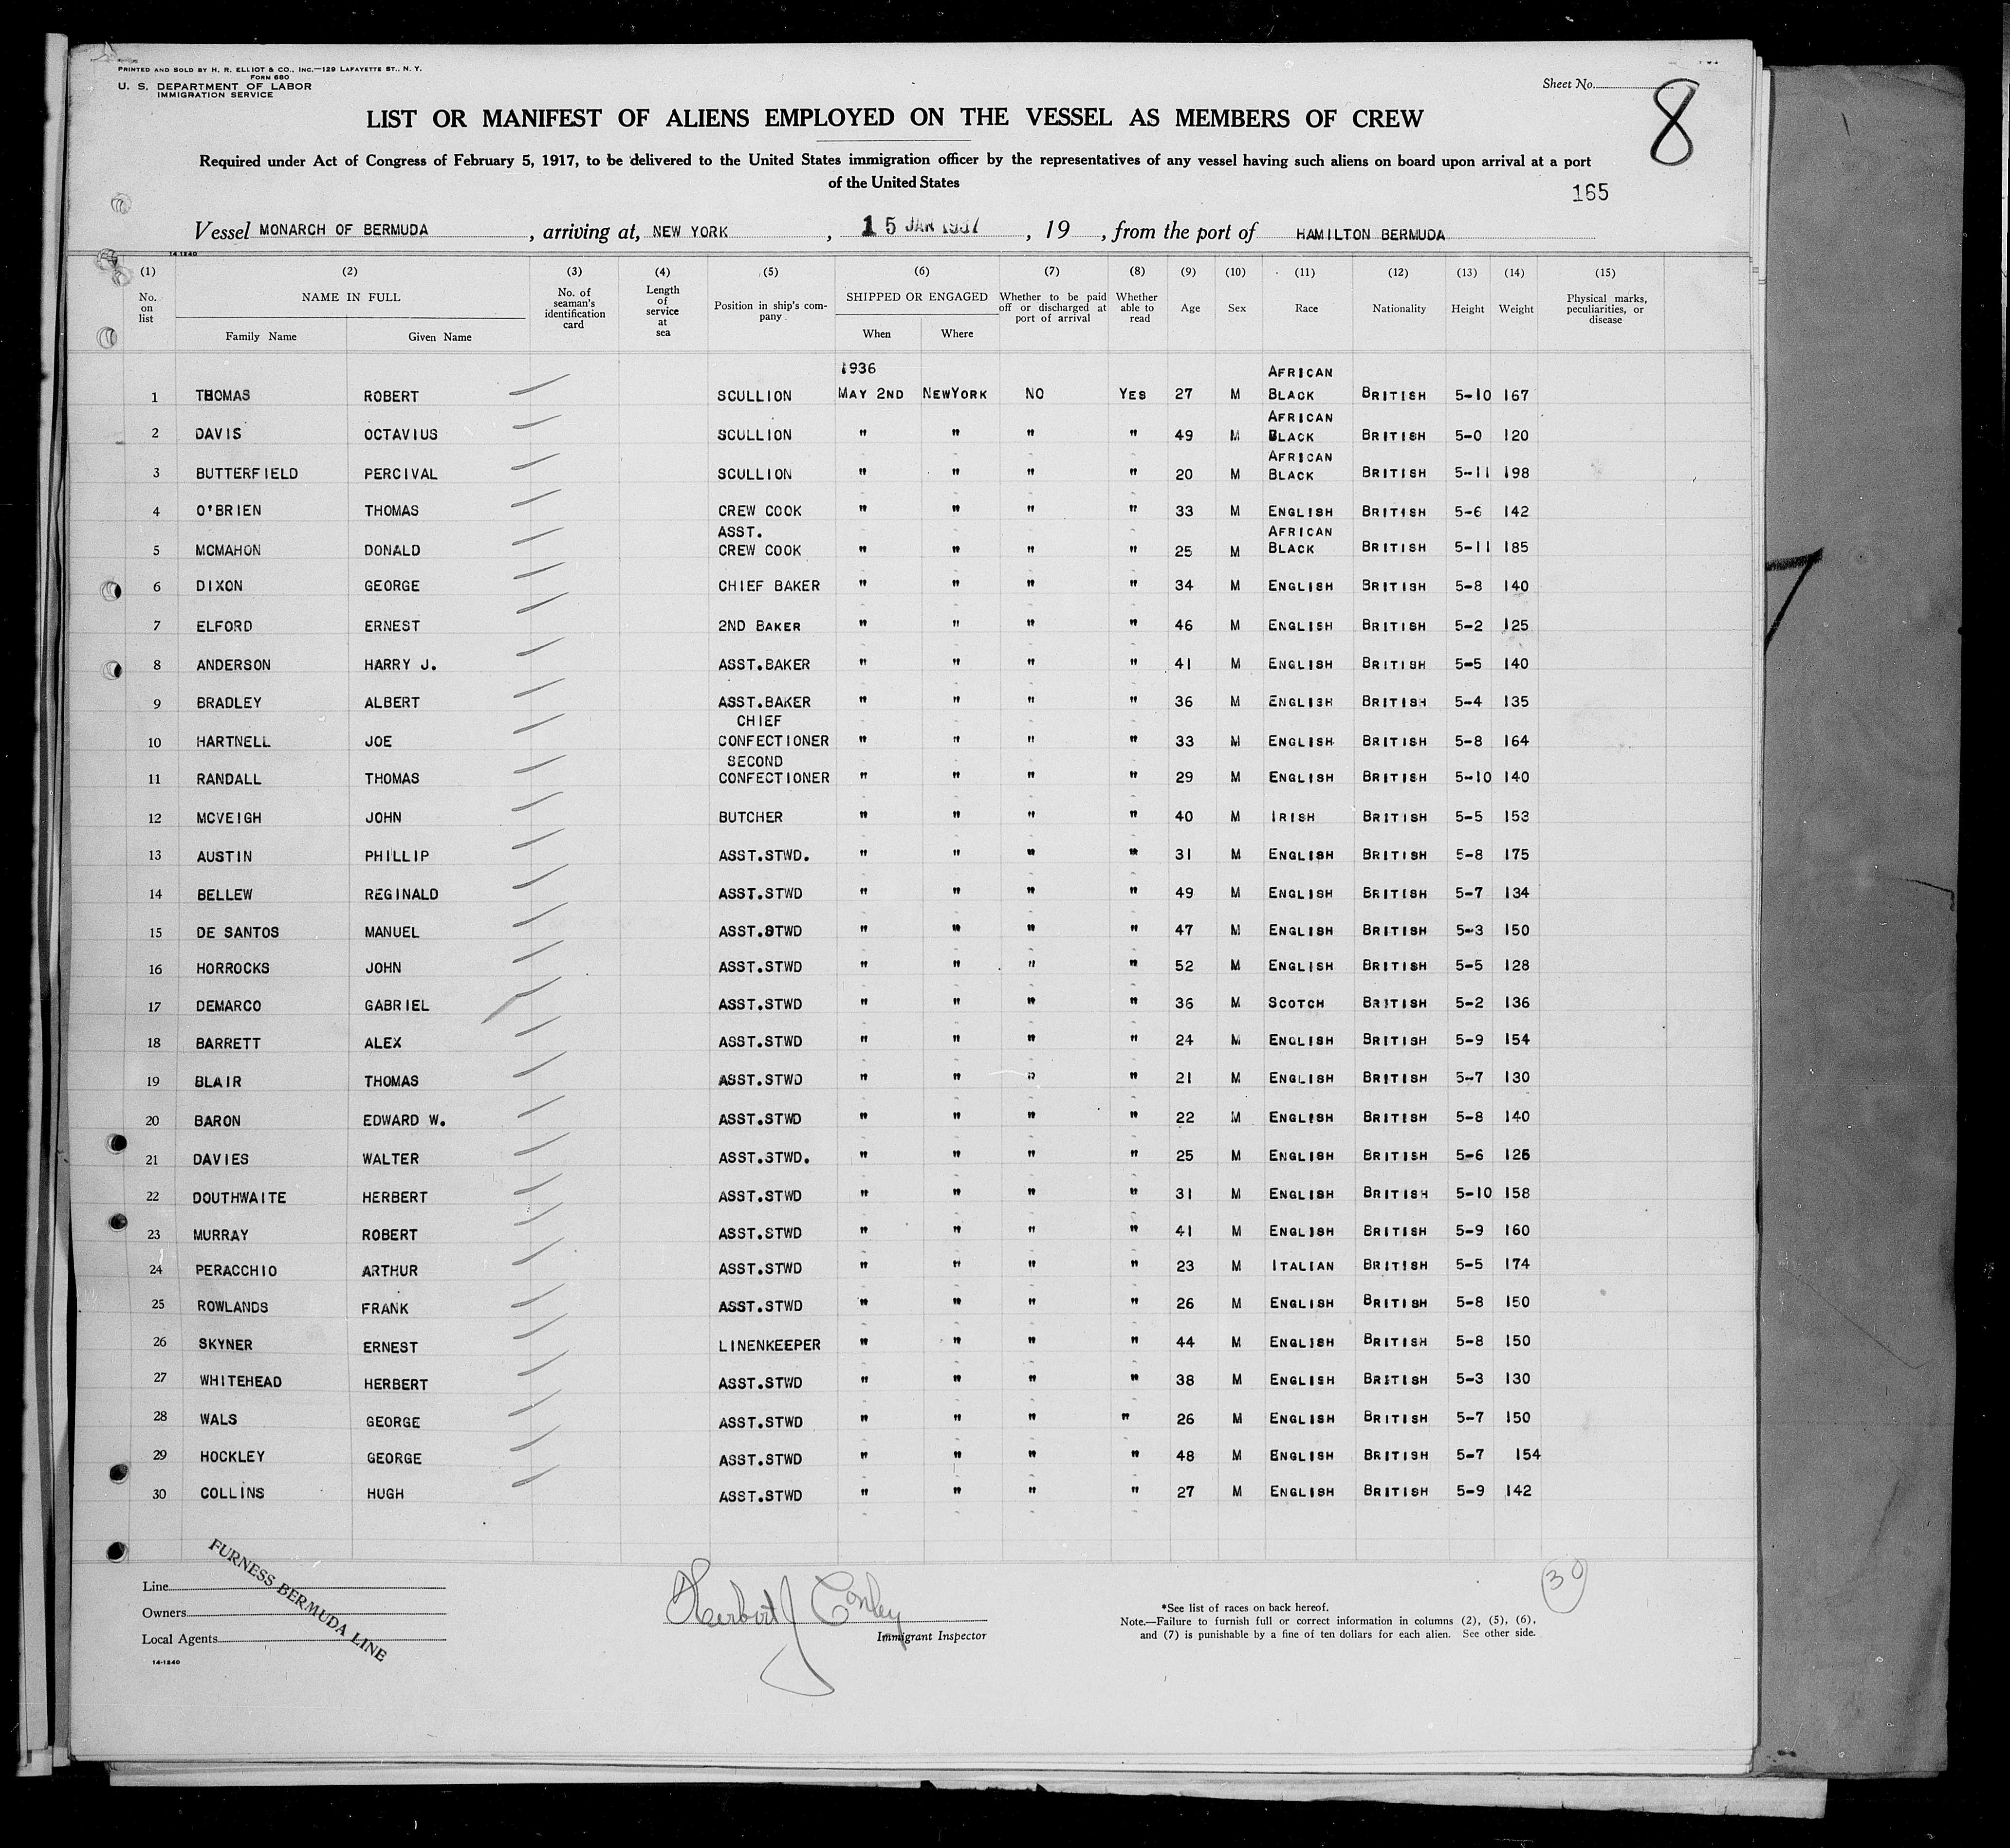 PRINTED AND SOLD BY H. R. ELLIOT & CO., INC.—129 LAFAYETTE ST., N. Y.
FORM 680
U. S. DEPARTMENT OF LABOR
IMMIGRATION SERVICE
Sheet No. 8
LIST OR MANIFEST OF ALIENS EMPLOYED ON THE VESSEL AS MEMBERS OF CREW
Required under Act of Congress of February 5, 1917, to be delivered to the United States immigration officer by the representatives of any vessel having such aliens on board upon arrival at a port
of the United States
165
Vessel MONARCH OF BERMUDA, arriving at, NEW YORK, 15 JAN 1937, 19, from the port of HAMILTON BERMUDA
14-1240
(1) (2) (3) (4) (5) (6) (7) (8) (9) (10) (11) (12) (13) (14) (15)
No. on list NAME IN FULL No. of seaman's identification card Length of service at sea Position in ship's company SHIPPED OR ENGAGED Whether to be paid off or discharged at port of arrival Whether able to read Age Sex Race Nationality Height Weight Physical marks, peculiarities, or disease
Family Name Given Name When Where
1936
1 THOMAS ROBERT SCULLION MAY 2ND NEWYORK NO YES 27 M AFRICAN BLACK BRITISH 5-10 167
2 DAVIS OCTAVIUS SCULLION " " " " 49 M AFRICAN BLACK BRITISH 5-0 120
3 BUTTERFIELD PERCIVAL SCULLION " " " " 20 M AFRICAN BLACK BRITISH 5-11 198
4 O'BRIEN THOMAS CREW COOK " " " " 33 M ENGLISH BRITISH 5-6 142
5 MCMAHON DONALD ASST. CREW COOK " " " " 25 M AFRICAN BLACK BRITISH 5-11 185
6 DIXON GEORGE CHIEF BAKER " " " " 34 M ENGLISH BRITISH 5-8 140
7 ELFORD ERNEST 2ND BAKER " " " " 46 M ENGLISH BRITISH 5-2 125
8 ANDERSON HARRY J. ASST.BAKER " " " " 41 M ENGLISH BRITISH 5-5 140
9 BRADLEY ALBERT ASST.BAKER " " " " 36 M ENGLISH BRITISH 5-4 135
10 HARTNELL JOE CHIEF CONFECTIONER " " " " 33 M ENGLISH BRITISH 5-8 164
11 RANDALL THOMAS SECOND CONFECTIONER " " " " 29 M ENGLISH BRITISH 5-10 140
12 MCVEIGH JOHN BUTCHER " " " " 40 M IRISH BRITISH 5-5 153
13 AUSTIN PHILLIP ASST.STWD. " " " " 31 M ENGLISH BRITISH 5-8 175
14 BELLEW REGINALD ASST.STWD " " " " 49 M ENGLISH BRITISH 5-7 134
15 DE SANTOS MANUEL ASST.STWD " " " " 47 M ENGLISH BRITISH 5-3 150
16 HORROCKS JOHN ASST.STWD " " " " 52 M ENGLISH BRITISH 5-5 128
17 DEMARCO GABRIEL ASST.STWD " " " " 36 M SCOTCH BRITISH 5-2 136
18 BARRETT ALEX ASST.STWD " " " " 24 M ENGLISH BRITISH 5-9 154
19 BLAIR THOMAS ASST.STWD " " " " 21 M ENGLISH BRITISH 5-7 130
20 BARON EDWARD W. ASST.STWD " " " " 22 M ENGLISH BRITISH 5-8 140
21 DAVIES WALTER ASST.STWD. " " " " 25 M ENGLISH BRITISH 5-6 126
22 DOUTHWAITE HERBERT ASST.STWD " " " " 31 M ENGLISH BRITISH 5-10 158
23 MURRAY ROBERT ASST.STWD " " " " 41 M ENGLISH BRITISH 5-9 160
24 PERACCHIO ARTHUR ASST.STWD " " " " 23 M ITALIAN BRITISH 5-5 174
25 ROWLANDS FRANK ASST.STWD " " " " 26 M ENGLISH BRITISH 5-8 150
26 SKYNER ERNEST LINENKEEPER " " " " 44 M ENGLISH BRITISH 5-8 150
27 WHITEHEAD HERBERT ASST.STWD " " " " 38 M ENGLISH BRITISH 5-3 130
28 WALS GEORGE ASST.STWD " " " " 26 M ENGLISH BRITISH 5-7 150
29 HOCKLEY GEORGE ASST.STWD " " " " 48 M ENGLISH BRITISH 5-7 154
30 COLLINS HUGH ASST.STWD " " " " 27 M ENGLISH BRITISH 5-9 142
Line
Owners
Local Agents
FURNESS BERMUDA LINE
14-1240
Herbert J Conley
Immigrant Inspector
30
*See list of races on back hereof.
Note.—Failure to furnish full or correct information in columns (2), (5), (6),
and (7) is punishable by a fine of ten dollars for each alien. See other side.